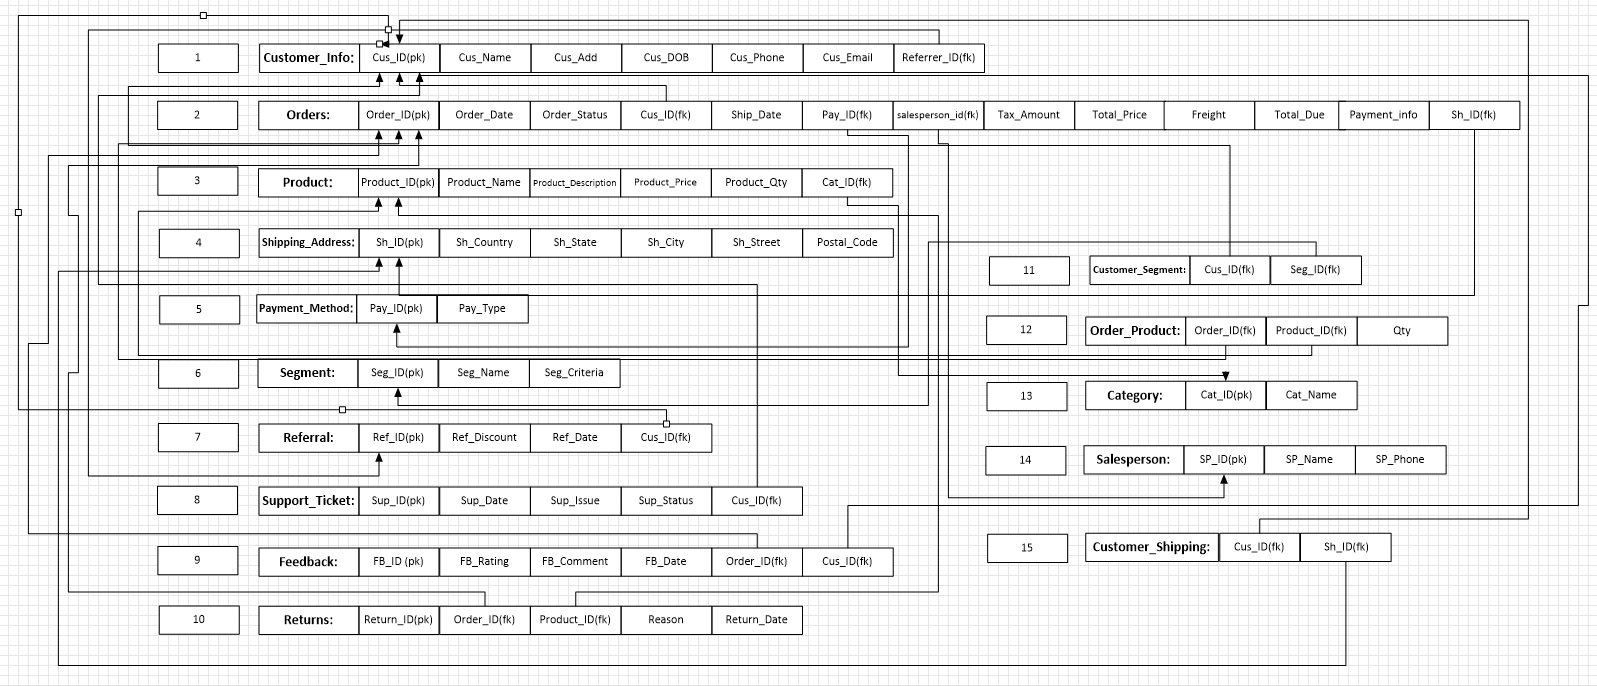 1 Customer_Info: Cus_ID(pk) Cus_Name Cus_Add Cus_DOB Cus_Phone Cus_Email Referrer_ID(fk)
2 Orders: Order_ID(pk) Order_Date Order_Status Cus_ID(fk) Ship_Date Pay_ID(fk) salesperson_id(fk) Tax_Amount Total_Price Freight Total_Due Payment_info Sh_ID(fk)
3 Product: Product_ID(pk) Product_Name Product_Description Product_Price Product_Qty Cat_ID(fk)
4 Shipping_Address: Sh_ID(pk) Sh_Country Sh_State Sh_City Sh_Street Postal_Code
5 Payment_Method: Pay_ID(pk) Pay_Type
6 Segment: Seg_ID(pk) Seg_Name Seg_Criteria
7 Referral: Ref_ID(pk) Ref_Discount Ref_Date Cus_ID(fk)
8 Support_Ticket: Sup_ID(pk) Sup_Date Sup_Issue Sup_Status Cus_ID(fk)
9 Feedback: FB_ID (pk) FB_Rating FB_Comment FB_Date Order_ID(fk) Cus_ID(fk)
10 Returns: Return_ID(pk) Order_ID(fk) Product_ID(fk) Reason Return_Date
11 Customer_Segment: Cus_ID(fk) Seg_ID(fk)
12 Order_Product: Order_ID(fk) Product_ID(fk) Qty
13 Category: Cat_ID(pk) Cat_Name
14 Salesperson: SP_ID(pk) SP_Name SP_Phone
15 Customer_Shipping: Cus_ID(fk) Sh_ID(fk)